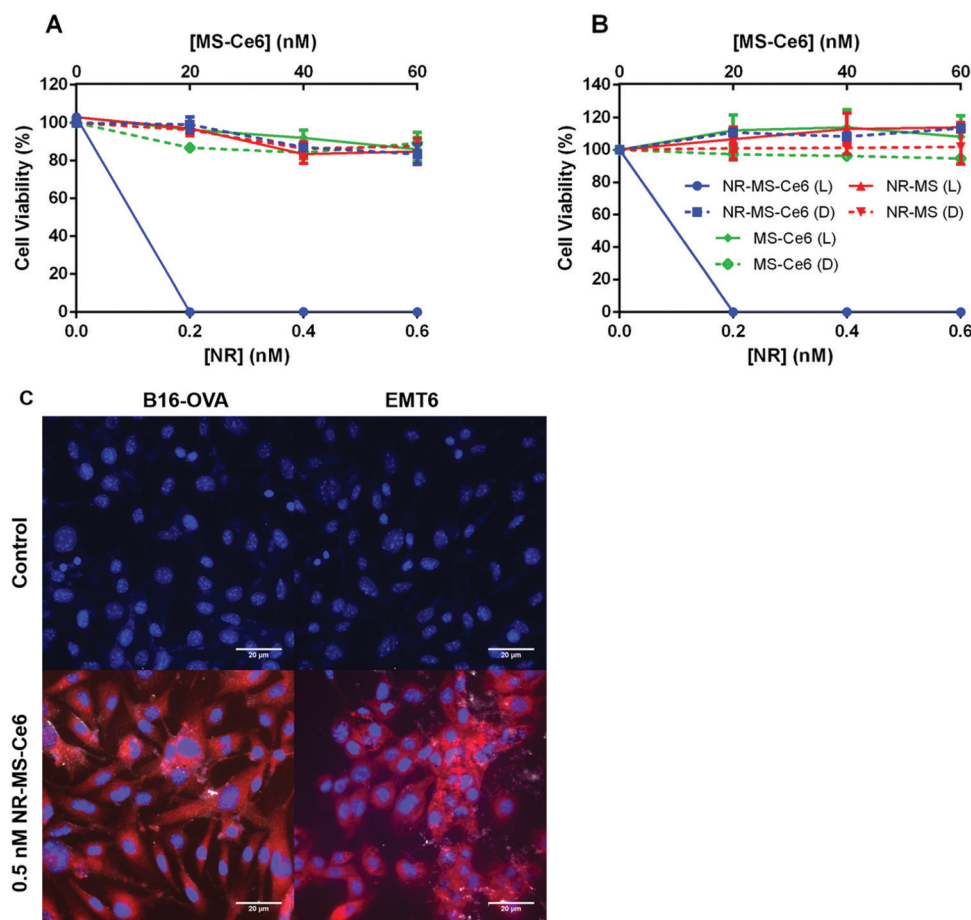 A
[MS-Ce6] (nM)
0 20 40 60
120
100
80
60
40
20
0
Cell Viability (%)
0.0 0.2 0.4 0.6
[NR] (nM)
B
[MS-Ce6] (nM)
0 20 40 60
140
120
100
80
60
40
20
0
Cell Viability (%)
NR-MS-Ce6 (L) NR-MS (L)
NR-MS-Ce6 (D) NR-MS (D)
MS-Ce6 (L)
MS-Ce6 (D)
0.0 0.2 0.4 0.6
[NR] (nM)
C
B16-OVA EMT6
Control
20 µm 20 µm
0.5 nM NR-MS-Ce6
20 µm 20 µm